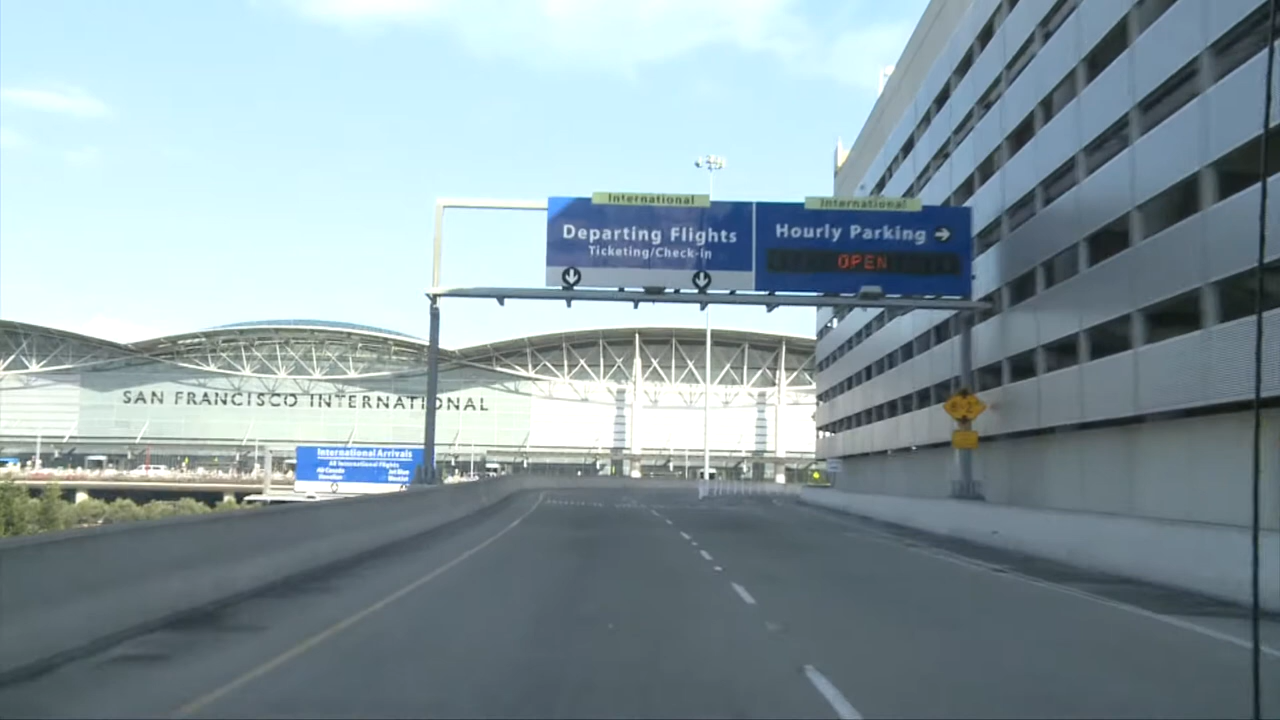 International
Departing Flights
Ticketing/Check-in
International
Hourly Parking
OPEN
SAN FRANCISCO INTERNATIONAL
International Arrivals
All International Flights
Air Canada
Jet Blue